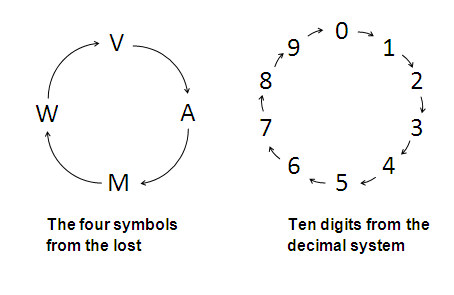 V
A
M
W
0
1
2
3
4
5
6
7
8
9
The four symbols
from the lost
Ten digits from the
decimal system